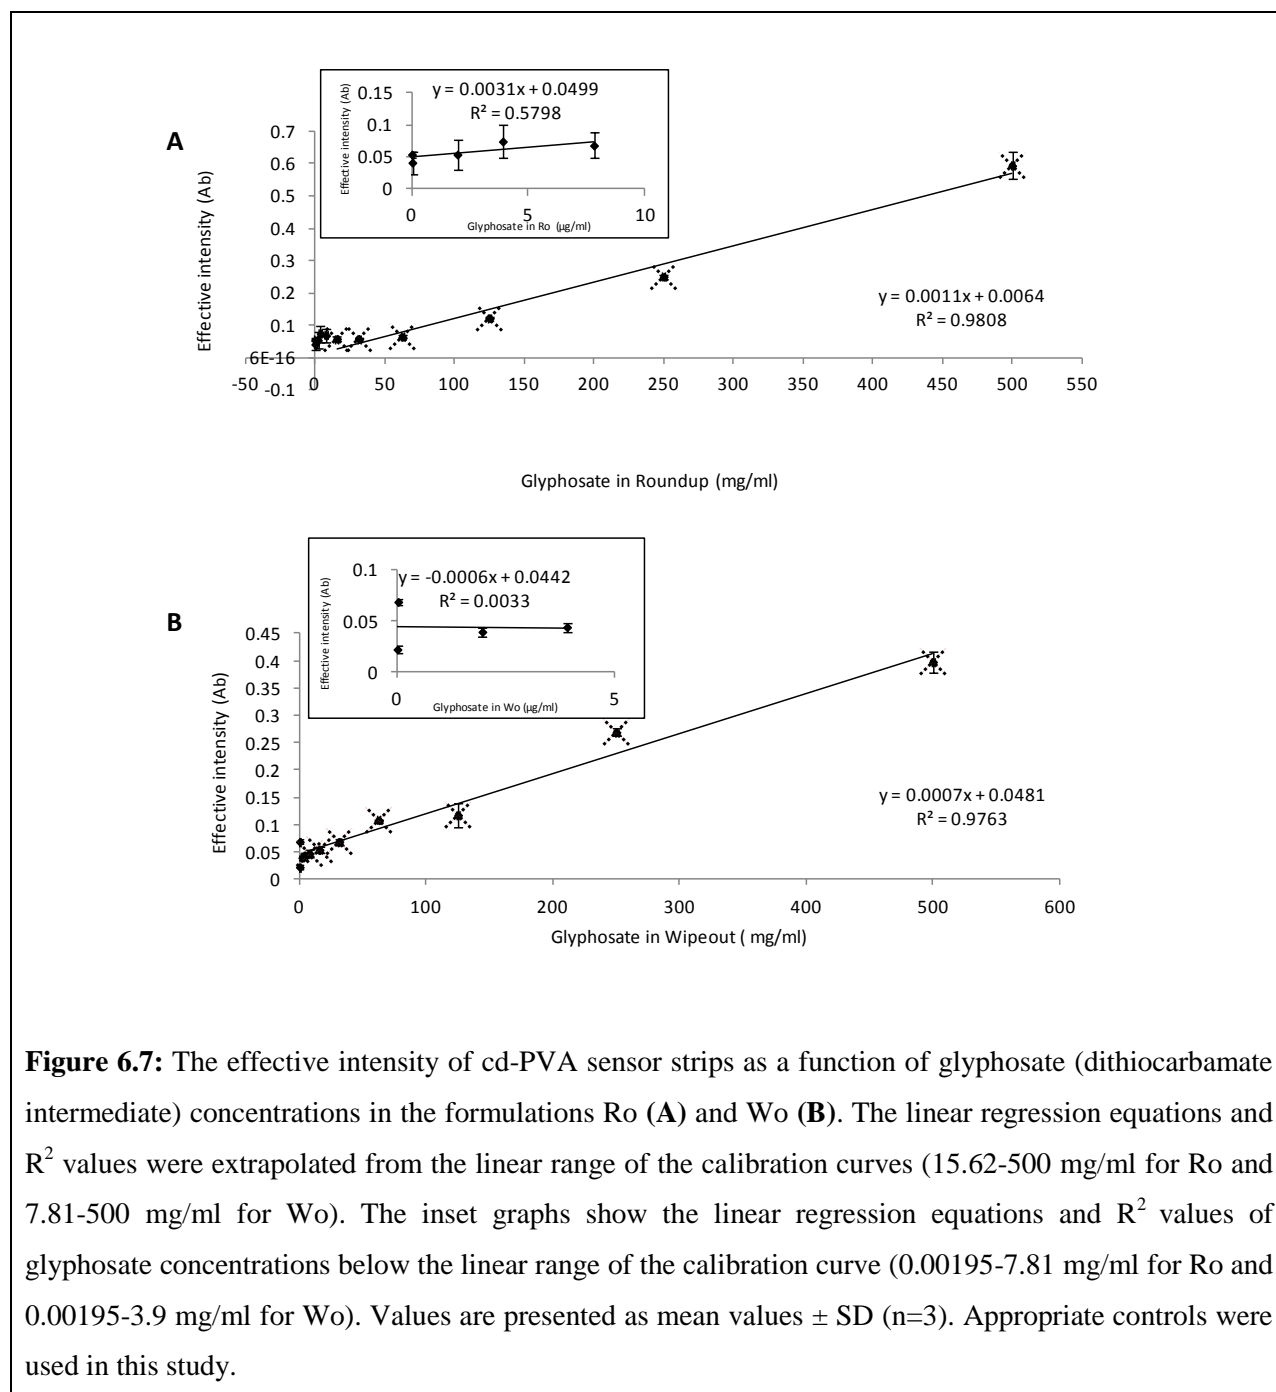 A
y = 0.0031x + 0.0499
R² = 0.5798
Effective intensity (Ab)
0.15
0.1
0.05
0
0 5 10
Glyphosate in Ro (µg/ml)
Effective intensity (Ab)
0.7
0.6
0.5
0.4
0.3
0.2
0.1
6E-16
-0.1
y = 0.0011x + 0.0064
R² = 0.9808
-50 0 50 100 150 200 250 300 350 400 450 500 550
Glyphosate in Roundup (mg/ml)
B
y = -0.0006x + 0.0442
R² = 0.0033
Effective intensity (Ab)
0.1
0.05
0
0 5
Glyphosate in Wo (µg/ml)
Effective intensity (Ab)
0.45
0.4
0.35
0.3
0.25
0.2
0.15
0.1
0.05
0
y = 0.0007x + 0.0481
R² = 0.9763
0 100 200 300 400 500 600
Glyphosate in Wipeout ( mg/ml)
Figure 6.7: The effective intensity of cd-PVA sensor strips as a function of glyphosate (dithiocarbamate
intermediate) concentrations in the formulations Ro (A) and Wo (B). The linear regression equations and
R² values were extrapolated from the linear range of the calibration curves (15.62-500 mg/ml for Ro and
7.81-500 mg/ml for Wo). The inset graphs show the linear regression equations and R² values of
glyphosate concentrations below the linear range of the calibration curve (0.00195-7.81 mg/ml for Ro and
0.00195-3.9 mg/ml for Wo). Values are presented as mean values ± SD (n=3). Appropriate controls were
used in this study.